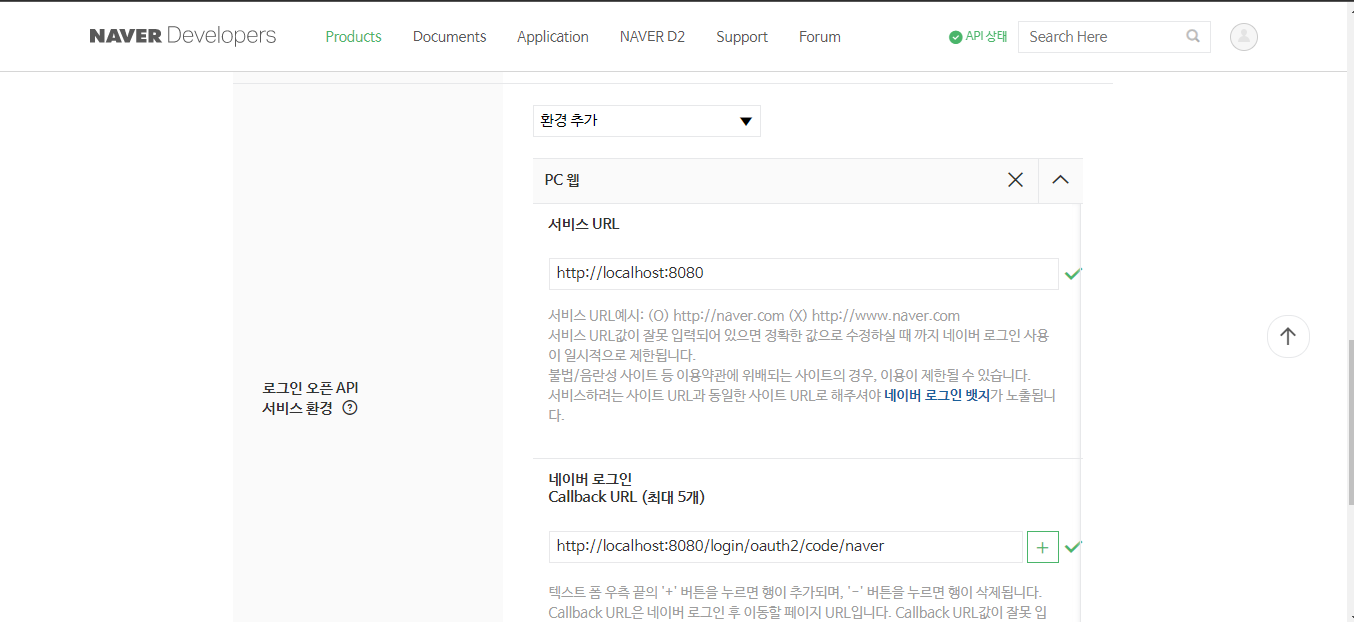 NAVER Developers
Products
Documents
Application
NAVER D2
Support
Forum
API 상태
Search Here
환경 추가
PC 웹
서비스 URL
http://localhost:8080
서비스 URL예시: (O) http://naver.com (X) http://www.naver.com
서비스 URL값이 잘못 입력되어 있으면 정확한 값으로 수정하실 때 까지 네이버 로그인 사용
이 일시적으로 제한됩니다.
불법/음란성 사이트 등 이용약관에 위배되는 사이트의 경우, 이용이 제한될 수 있습니다.
서비스하려는 사이트 URL과 동일한 사이트 URL로 해주셔야 네이버 로그인 뱃지가 노출됩니
다.
로그인 오픈 API
서비스 환경 ?
네이버 로그인
Callback URL (최대 5개)
http://localhost:8080/login/oauth2/code/naver
+
텍스트 폼 우측 끝의 '+' 버튼을 누르면 행이 추가되며, '-' 버튼을 누르면 행이 삭제됩니다.
Callback URL은 네이버 로그인 후 이동할 페이지 URL입니다. Callback URL값이 잘못 입